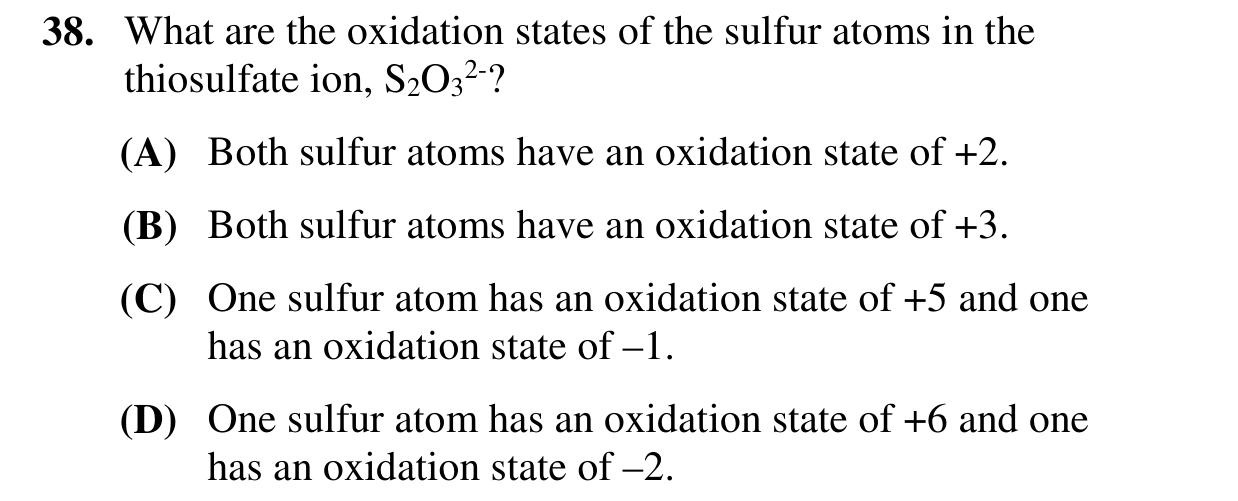 38. What are the oxidation states of the sulfur atoms in the
thiosulfate ion, S₂O₃²⁻?
(A) Both sulfur atoms have an oxidation state of +2.
(B) Both sulfur atoms have an oxidation state of +3.
(C) One sulfur atom has an oxidation state of +5 and one
has an oxidation state of –1.
(D) One sulfur atom has an oxidation state of +6 and one
has an oxidation state of –2.